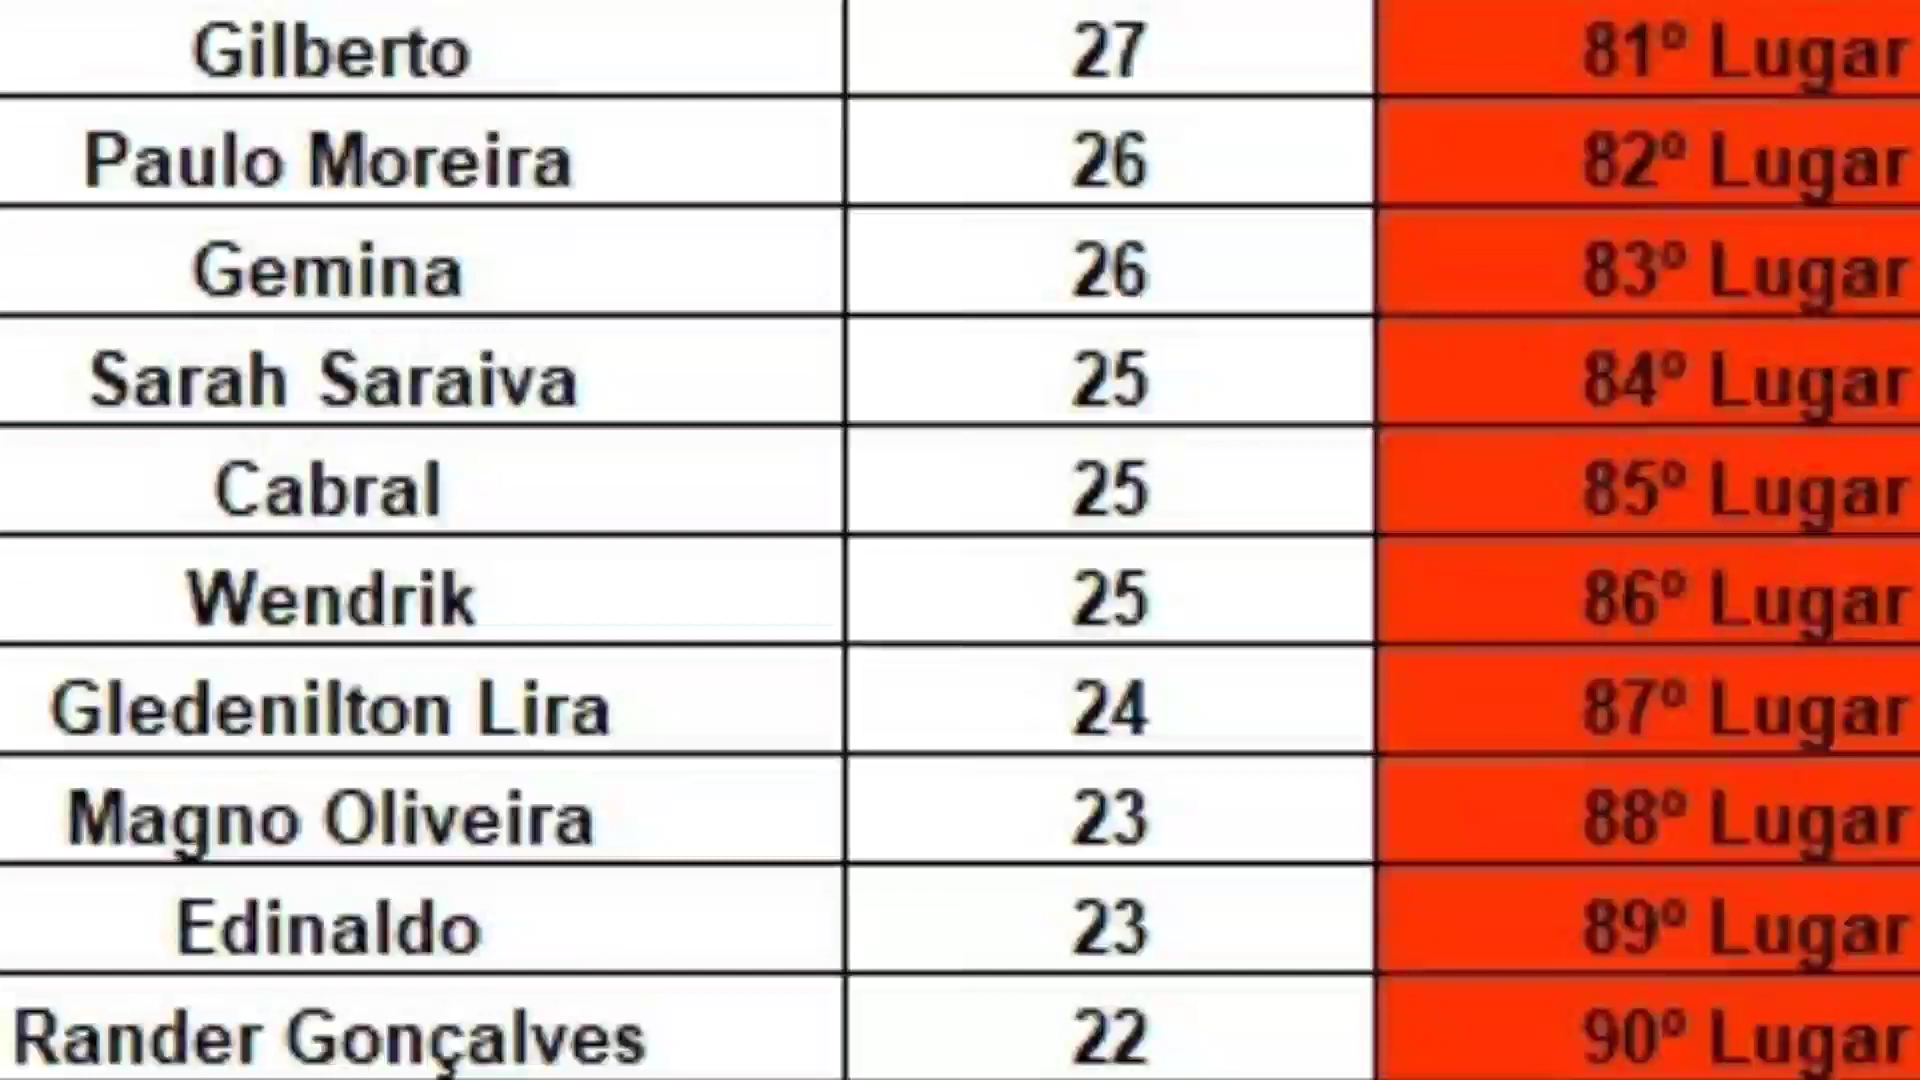 Gilberto 27 81º Lugar
Paulo Moreira 26 82º Lugar
Gemina 26 83º Lugar
Sarah Saraiva 25 84º Lugar
Cabral 25 85º Lugar
Wendrik 25 86º Lugar
Gledenilton Lira 24 87º Lugar
Magno Oliveira 23 88º Lugar
Edinaldo 23 89º Lugar
Rander Gonçalves 22 90º Lugar